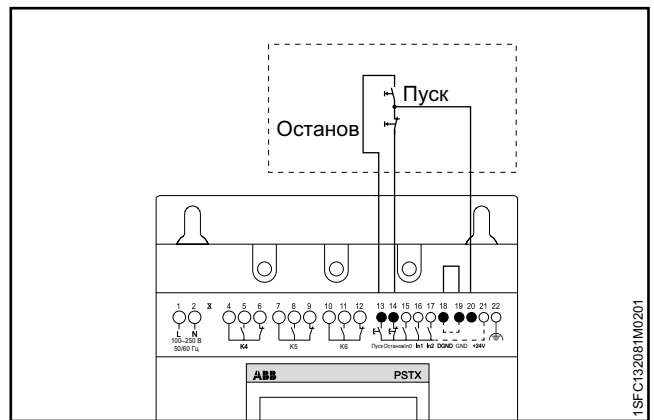 Пуск
Останов
1 2 3 4 5 6 7 8 9 10 11 12 13 14 15 16 17 18 19 20 21 22
L N
100–250 В
50/60 Гц
K4 K5 K6
Пуск Останов In0 In1 In2 DGND GND +24V
ABB PSTX
1SFC132081M0201